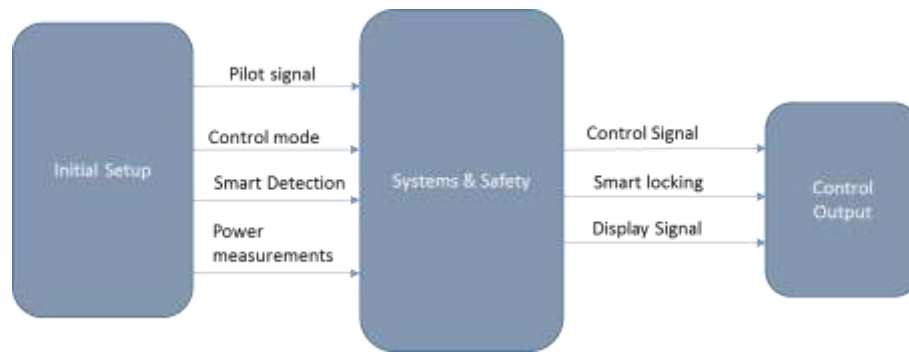 Initial Setup
Pilot signal
Control mode
Smart Detection
Power
measurements
Systems & Safety
Control Signal
Smart locking
Display Signal
Control
Output